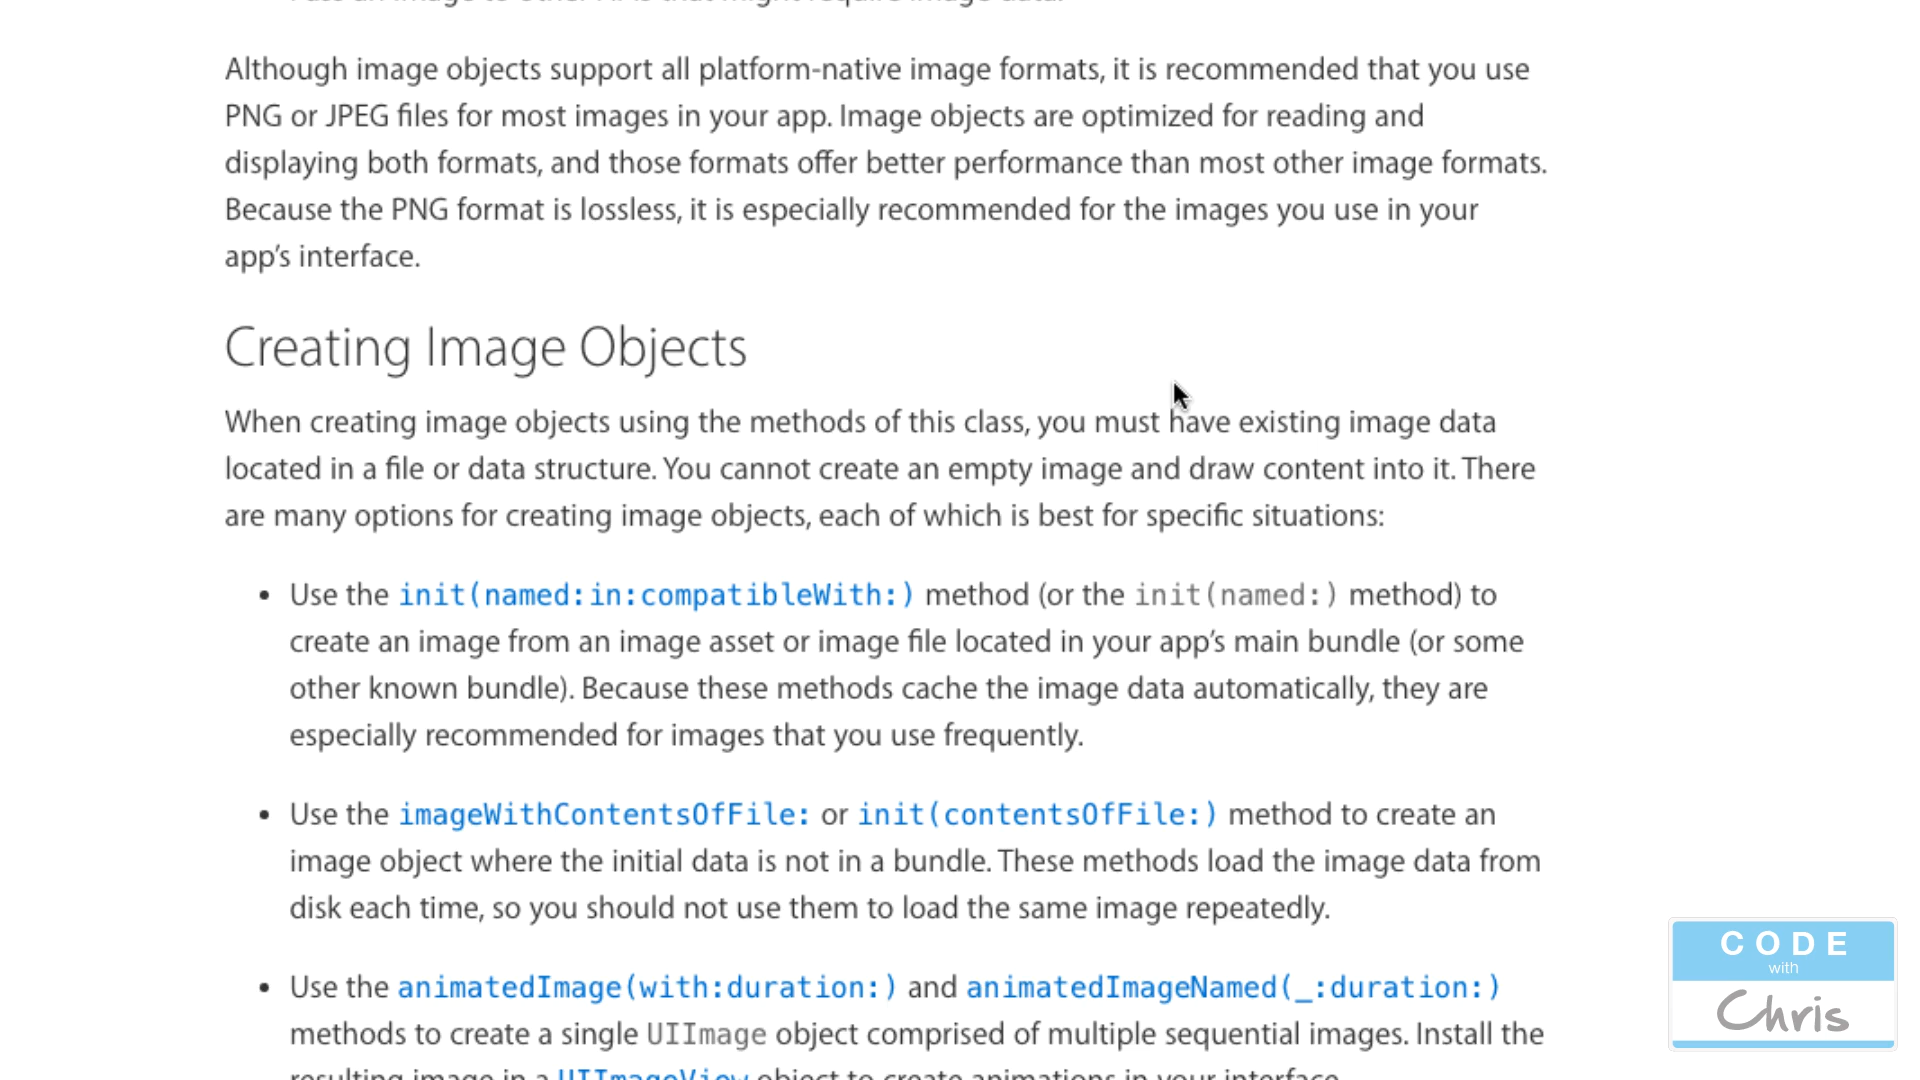 Although image objects support all platform-native image formats, it is recommended that you use
PNG or JPEG files for most images in your app. Image objects are optimized for reading and
displaying both formats, and those formats offer better performance than most other image formats.
Because the PNG format is lossless, it is especially recommended for the images you use in your
app’s interface.
Creating Image Objects
When creating image objects using the methods of this class, you must have existing image data
located in a file or data structure. You cannot create an empty image and draw content into it. There
are many options for creating image objects, each of which is best for specific situations:
• Use the init(named:in:compatibleWith:) method (or the init(named:) method) to
create an image from an image asset or image file located in your app’s main bundle (or some
other known bundle). Because these methods cache the image data automatically, they are
especially recommended for images that you use frequently.
• Use the imageWithContentsOfFile: or init(contentsOfFile:) method to create an
image object where the initial data is not in a bundle. These methods load the image data from
disk each time, so you should not use them to load the same image repeatedly.
• Use the animatedImage(with:duration:) and animatedImageNamed(_:duration:)
methods to create a single UIImage object comprised of multiple sequential images. Install the
resulting image in a UIImageView object to create animations in your interface.
CODE
with
Chris